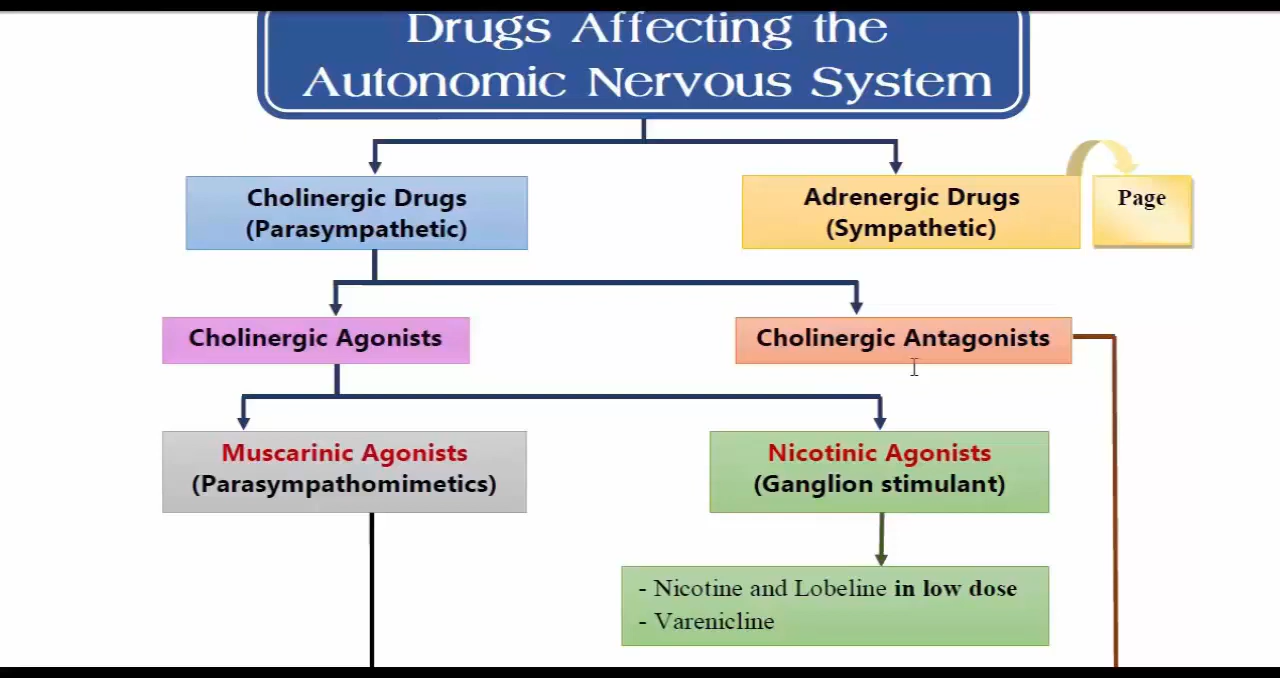 Drugs Affecting the
Autonomic Nervous System
Cholinergic Drugs
(Parasympathetic)
Adrenergic Drugs
(Sympathetic)
Page
Cholinergic Agonists
Cholinergic Antagonists
Muscarinic Agonists
(Parasympathomimetics)
Nicotinic Agonists
(Ganglion stimulant)
- Nicotine and Lobeline in low dose
- Varenicline